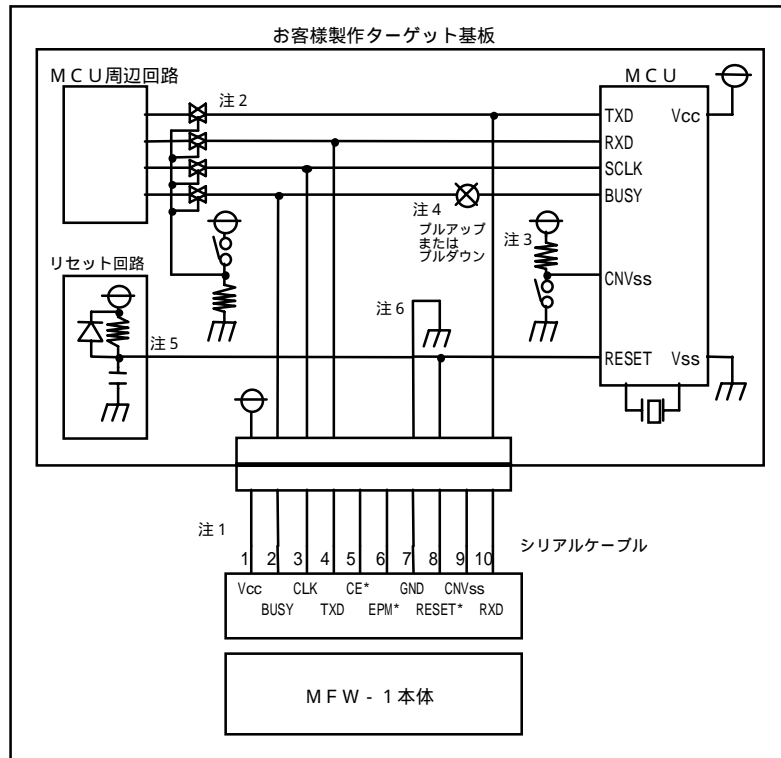 お客様製作ターゲット基板
ＭＣＵ周辺回路
ＭＣＵ
注２
TXD
Vcc
RXD
SCLK
BUSY
注４
プルアップ
または
プルダウン
注３
CNVss
リセット回路
注５
注６
RESET
Vss
注１
シリアルケーブル
1 2 3 4 5 6 7 8 9 10
Vcc CLK CE* GND CNVss
BUSY TXD EPM* RESET* RXD
ＭＦＷ-１本体